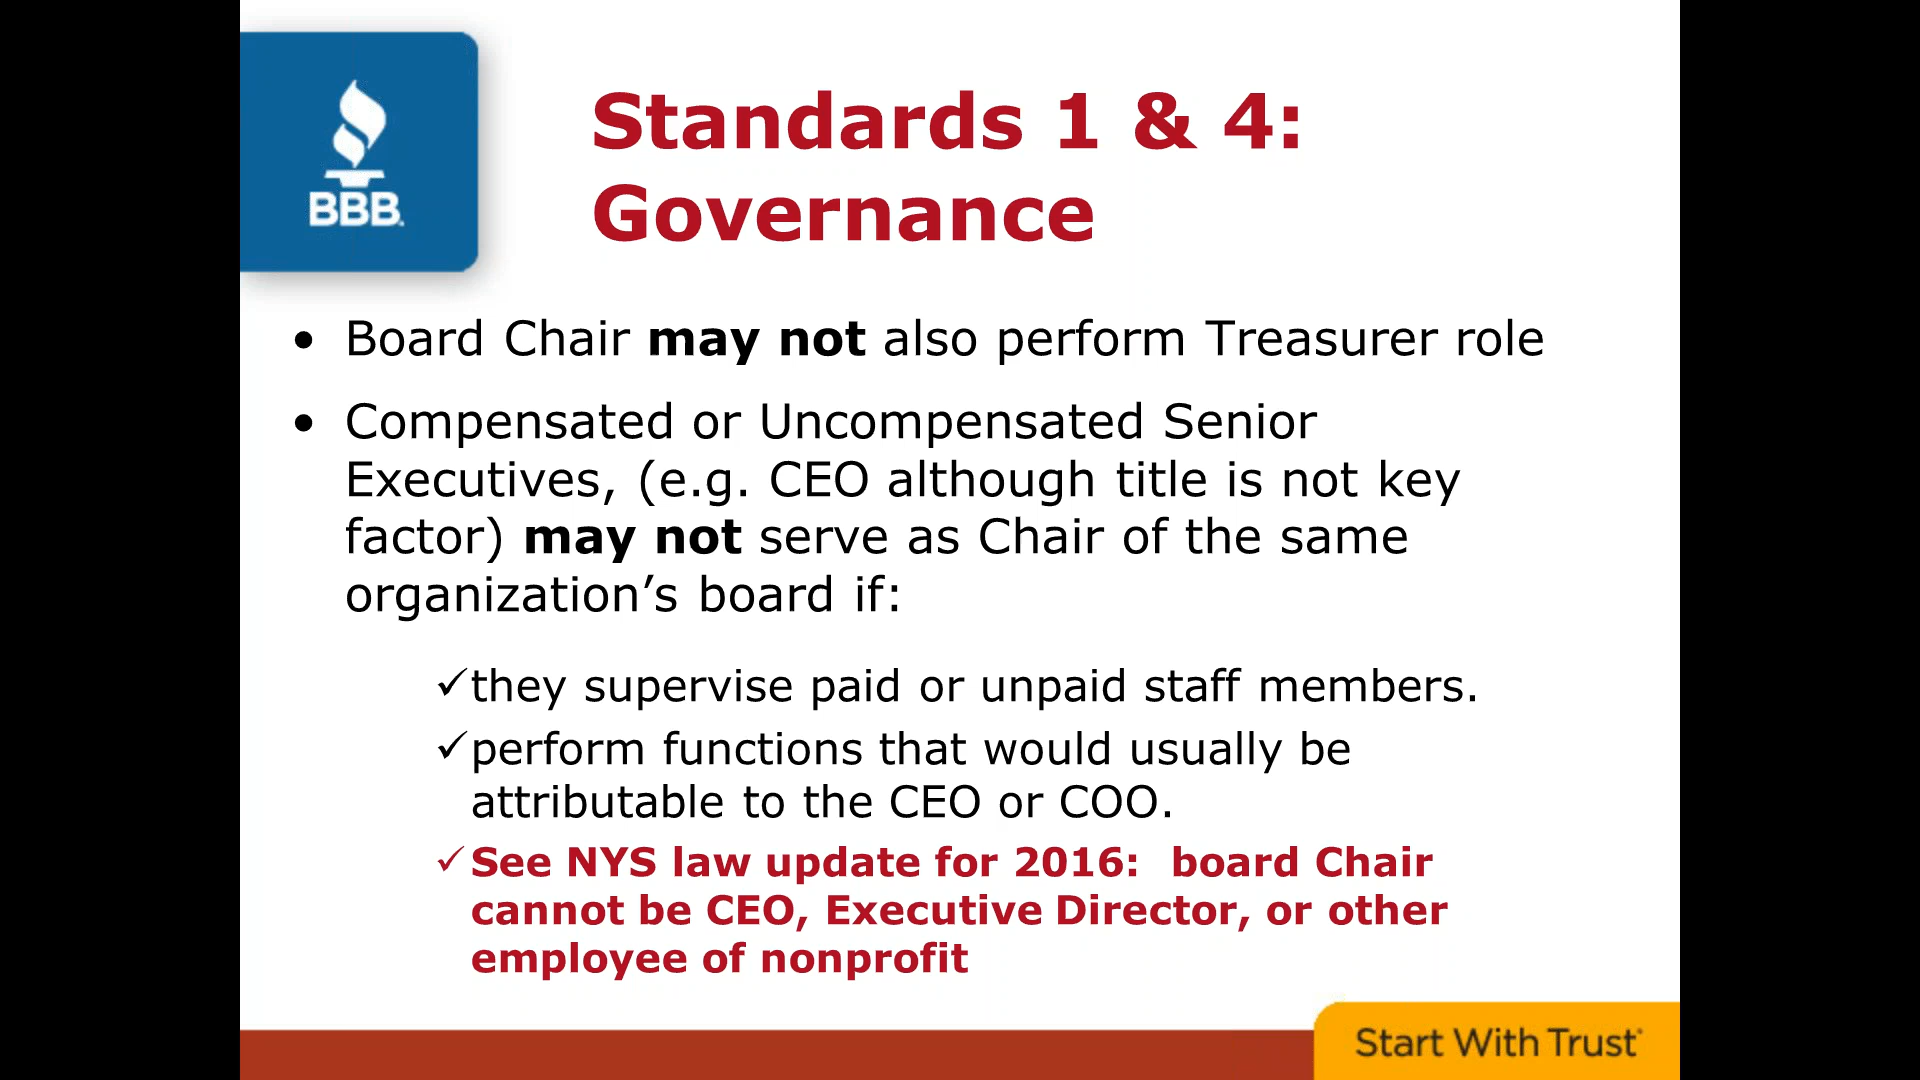 BBB.
Standards 1 & 4:
Governance
• Board Chair may not also perform Treasurer role
• Compensated or Uncompensated Senior
Executives, (e.g. CEO although title is not key
factor) may not serve as Chair of the same
organization’s board if:
✓they supervise paid or unpaid staff members.
✓perform functions that would usually be
attributable to the CEO or COO.
✓See NYS law update for 2016:  board Chair
cannot be CEO, Executive Director, or other
employee of nonprofit
Start With Trust